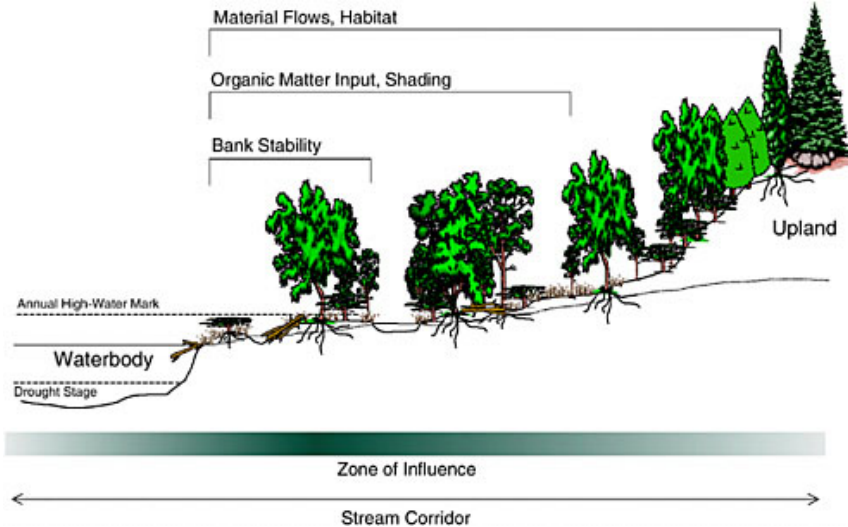 Material Flows, Habitat
Organic Matter Input, Shading
Bank Stability
Upland
Annual High-Water Mark
Waterbody
Drought Stage
Zone of Influence
Stream Corridor